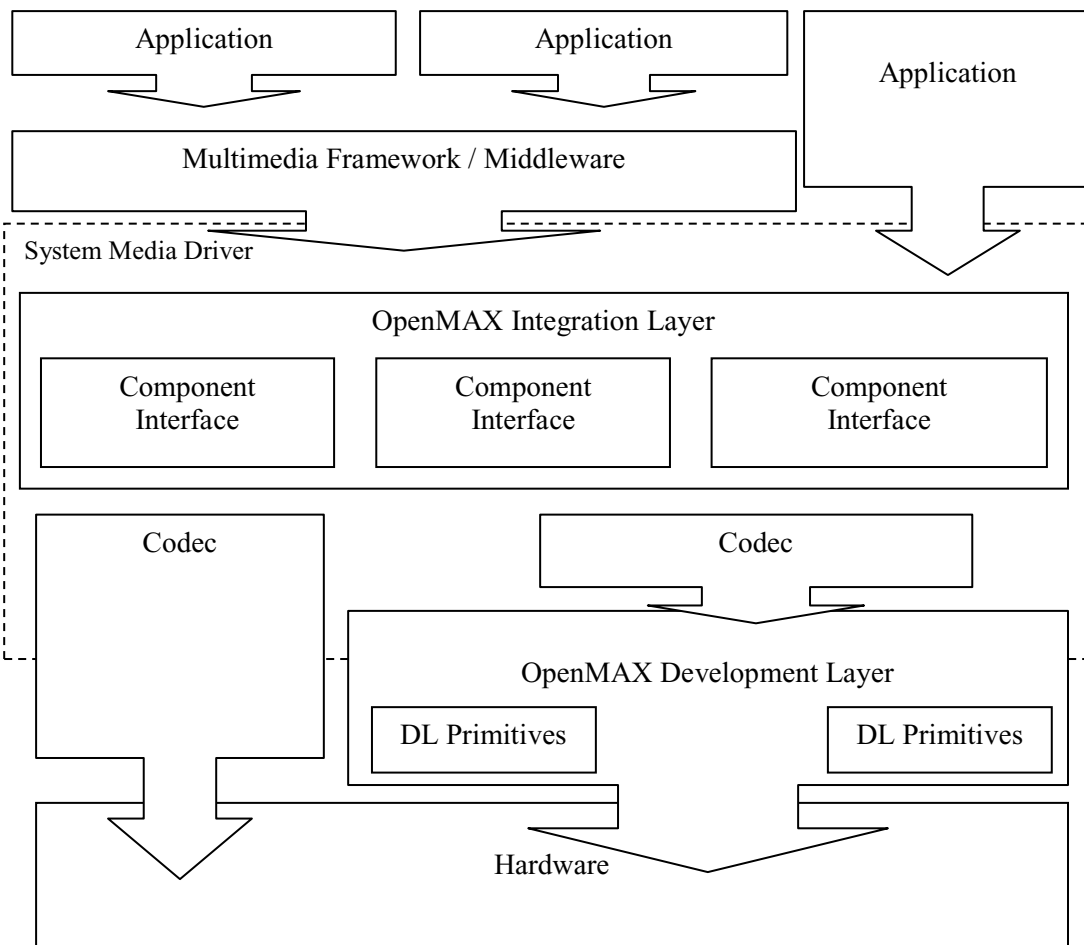 Application
Application
Application
Multimedia Framework / Middleware
System Media Driver
OpenMAX Integration Layer
Component
Interface
Component
Interface
Component
Interface
Codec
Codec
OpenMAX Development Layer
DL Primitives
DL Primitives
Hardware